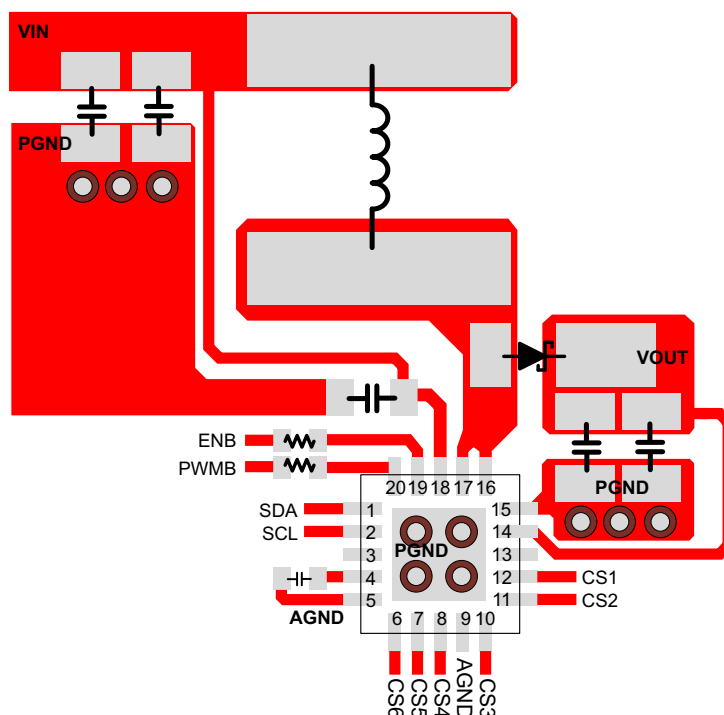 VIN
PGND
VOUT
ENB
PWMB
20 19 18 17 16
PGND
SDA 1 15
SCL 2 14
3 PGND 13
4 12 CS1
5 11 CS2
AGND
6 7 8 9 10
CS6 CS5 CS4 AGND CS3